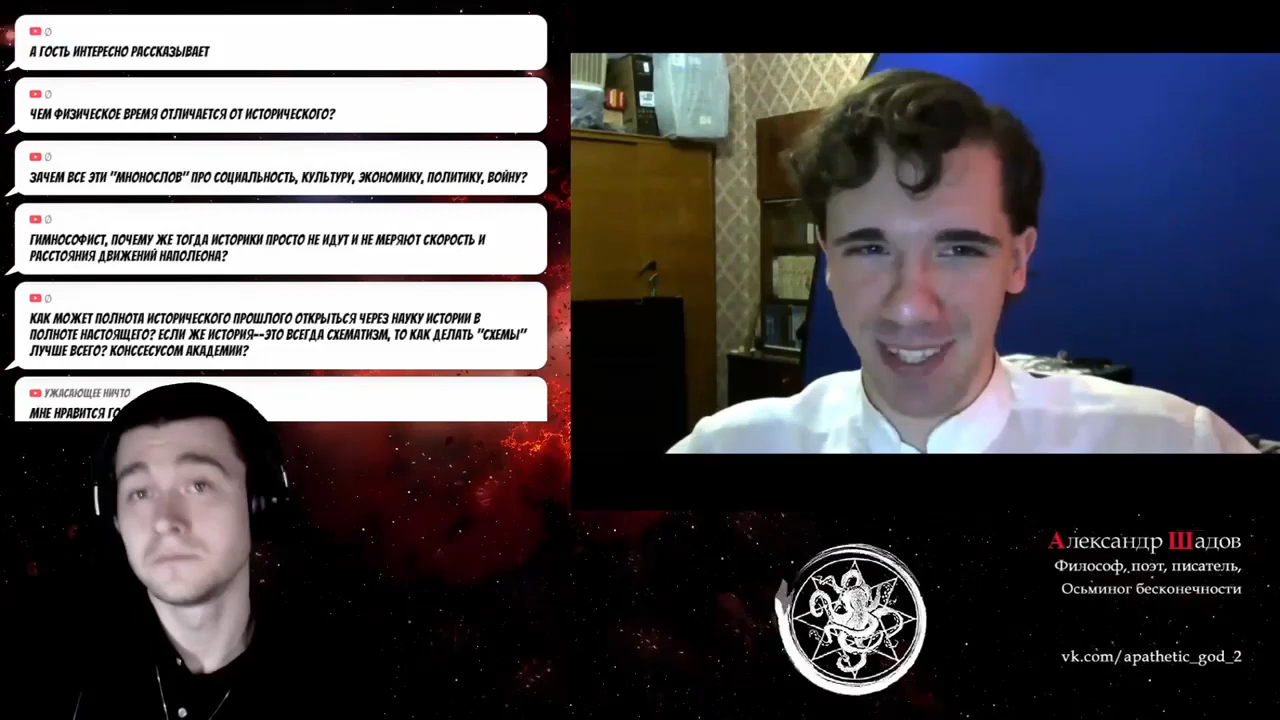 Ø
А ГОСТЬ ИНТЕРЕСНО РАССКАЗЫВАЕТ
Ø
ЧЕМ ФИЗИЧЕСКОЕ ВРЕМЯ ОТЛИЧАЕТСЯ ОТ ИСТОРИЧЕСКОГО?
Ø
ЗАЧЕМ ВСЕ ЭТИ "МНОНОСЛОВ" ПРО СОЦИАЛЬНОСТЬ, КУЛЬТУРУ, ЭКОНОМИКУ, ПОЛИТИКУ, ВОЙНУ?
Ø
ГИМНОСОФИСТ, ПОЧЕМУ ЖЕ ТОГДА ИСТОРИКИ ПРОСТО НЕ ИДУТ И НЕ МЕРЯЮТ СКОРОСТЬ И
РАССТОЯНИЯ ДВИЖЕНИЙ НАПОЛЕОНА?
Ø
КАК МОЖЕТ ПОЛНОТА ИСТОРИЧЕСКОГО ПРОШЛОГО ОТКРЫТЬСЯ ЧЕРЕЗ НАУКУ ИСТОРИИ В
ПОЛНОТЕ НАСТОЯЩЕГО? ЕСЛИ ЖЕ ИСТОРИЯ--ЭТО ВСЕГДА СХЕМАТИЗМ, ТО КАК ДЕЛАТЬ "СХЕМЫ"
ЛУЧШЕ ВСЕГО? КОНССЕСУСОМ АКАДЕМИИ?
УЖАСАЮЩЕЕ НИЧТО
МНЕ НРАВИТСЯ
Александр Шадов
Философ, поэт, писатель,
Осьминог бесконечности
vk.com/apathetic_god_2